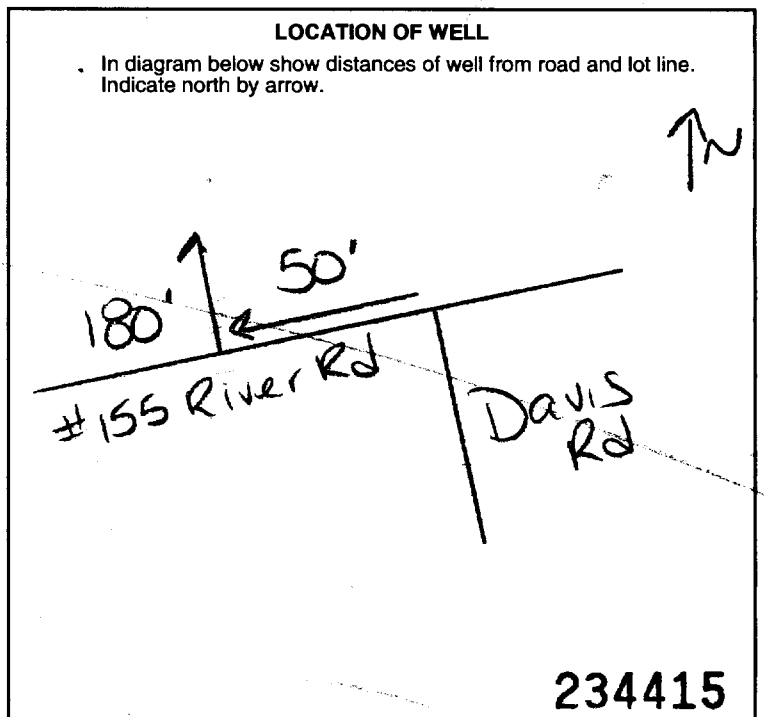 LOCATION OF WELL
In diagram below show distances of well from road and lot line.
Indicate north by arrow.
N
50'
180'
#155 River Rd
Davis
Rd
234415